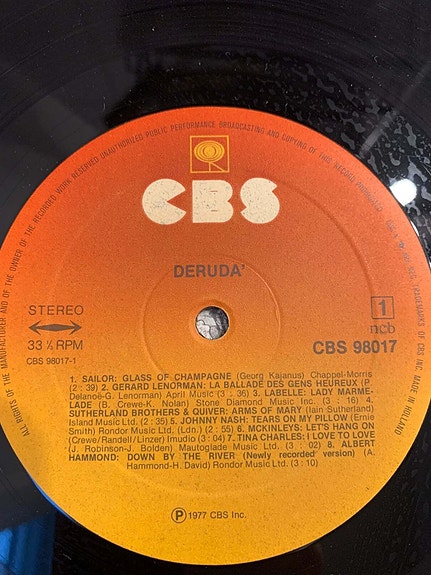 ALL RIGHTS OF THE MANUFACTURER AND OF THE OWNER OF THE RECORDED WORK RESERVED UNAUTHORIZED PUBLIC PERFORMANCE BROADCASTING AND COPYING OF THIS RECORD PROHIBITED
TRADEMARKS OF CBS INC. MADE IN HOLLAND
CBS
DERUDA'
STEREO
33 ⅓ RPM
CBS 98017-1
1
ncb
CBS 98017
1. SAILOR: GLASS OF CHAMPAGNE (Georg Kajanus) Chappel-Morris
(2: 39) 2. GERARD LENORMAN: LA BALLADE DES GENS HEUREUX (P.
Delanoë-G. Lenorman) April Music (3 : 36) 3. LABELLE: LADY MARME-
LADE (B. Crewe-K. Nolan) Stone Diamond Music Inc. (3 : 16) 4.
SUTHERLAND BROTHERS & QUIVER: ARMS OF MARY (Iain Sutherland)
Island Music Ltd. (2 : 35) 5. JOHNNY NASH: TEARS ON MY PILLOW (Ernie
Smith) Rondor Music Ltd, (Ldn.) (2 : 55) 6. MCKINLEYS: LET'S HANG ON
(Crewe/Randell/Linzer) Imudio (3 : 04) 7. TINA CHARLES: I LOVE TO LOVE
(J. Robinson-J. Bolden) Mautoglade Music Ltd. (3 : 02) 8. ALBERT
HAMMOND: DOWN BY THE RIVER (Newly recorded version) (A.
Hammond-H. David) Rondor Music Ltd. (3 : 10)
Ⓟ 1977 CBS Inc.